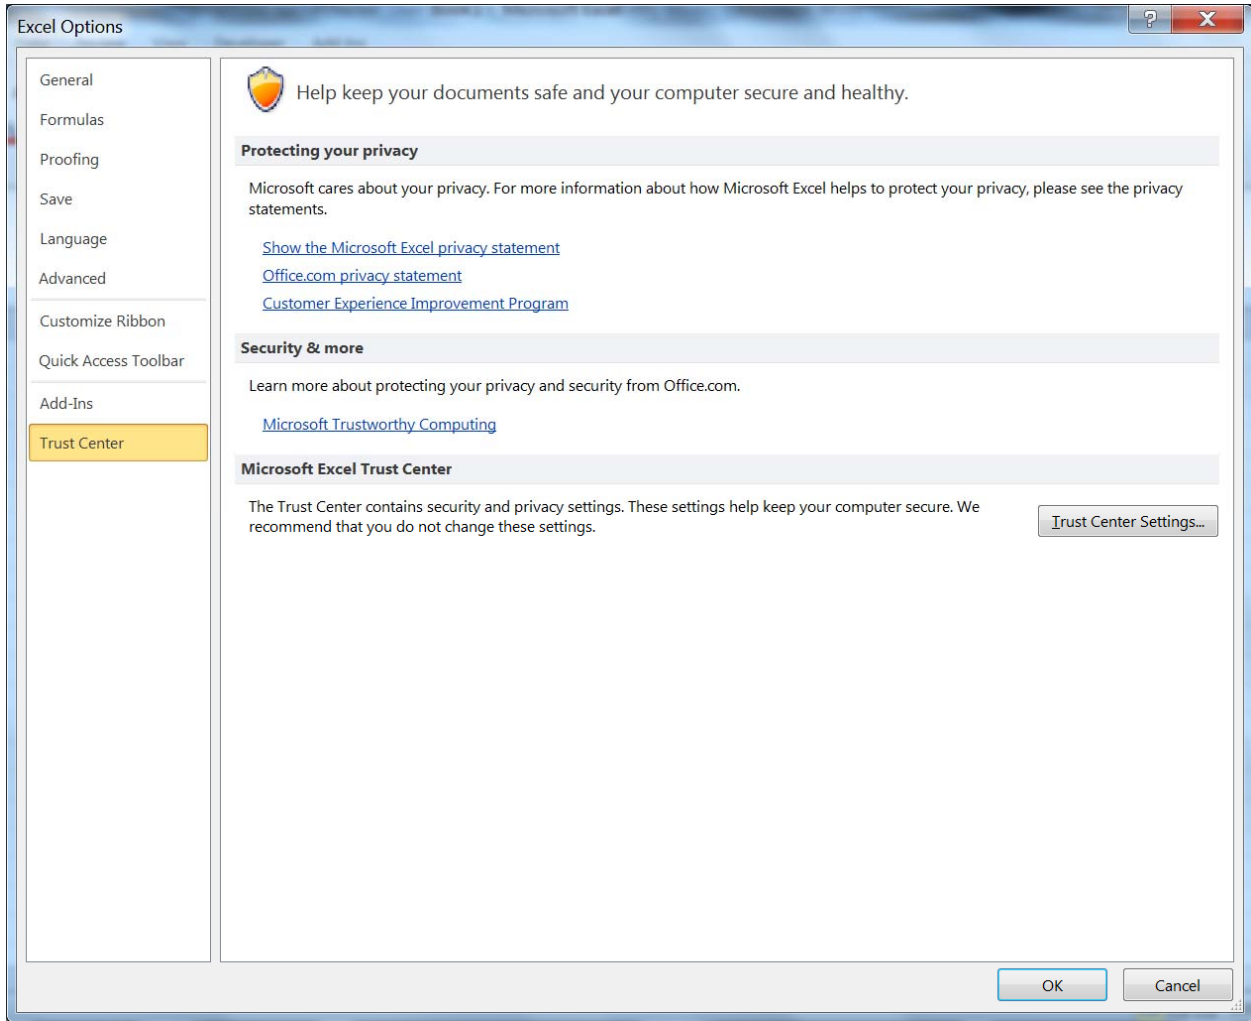 Excel Options
General
Formulas
Proofing
Save
Language
Advanced
Customize Ribbon
Quick Access Toolbar
Add-Ins
Trust Center
Help keep your documents safe and your computer secure and healthy.
Protecting your privacy
Microsoft cares about your privacy. For more information about how Microsoft Excel helps to protect your privacy, please see the privacy
statements.
Show the Microsoft Excel privacy statement
Office.com privacy statement
Customer Experience Improvement Program
Security & more
Learn more about protecting your privacy and security from Office.com.
Microsoft Trustworthy Computing
Microsoft Excel Trust Center
The Trust Center contains security and privacy settings. These settings help keep your computer secure. We
recommend that you do not change these settings.
Trust Center Settings...
OK
Cancel